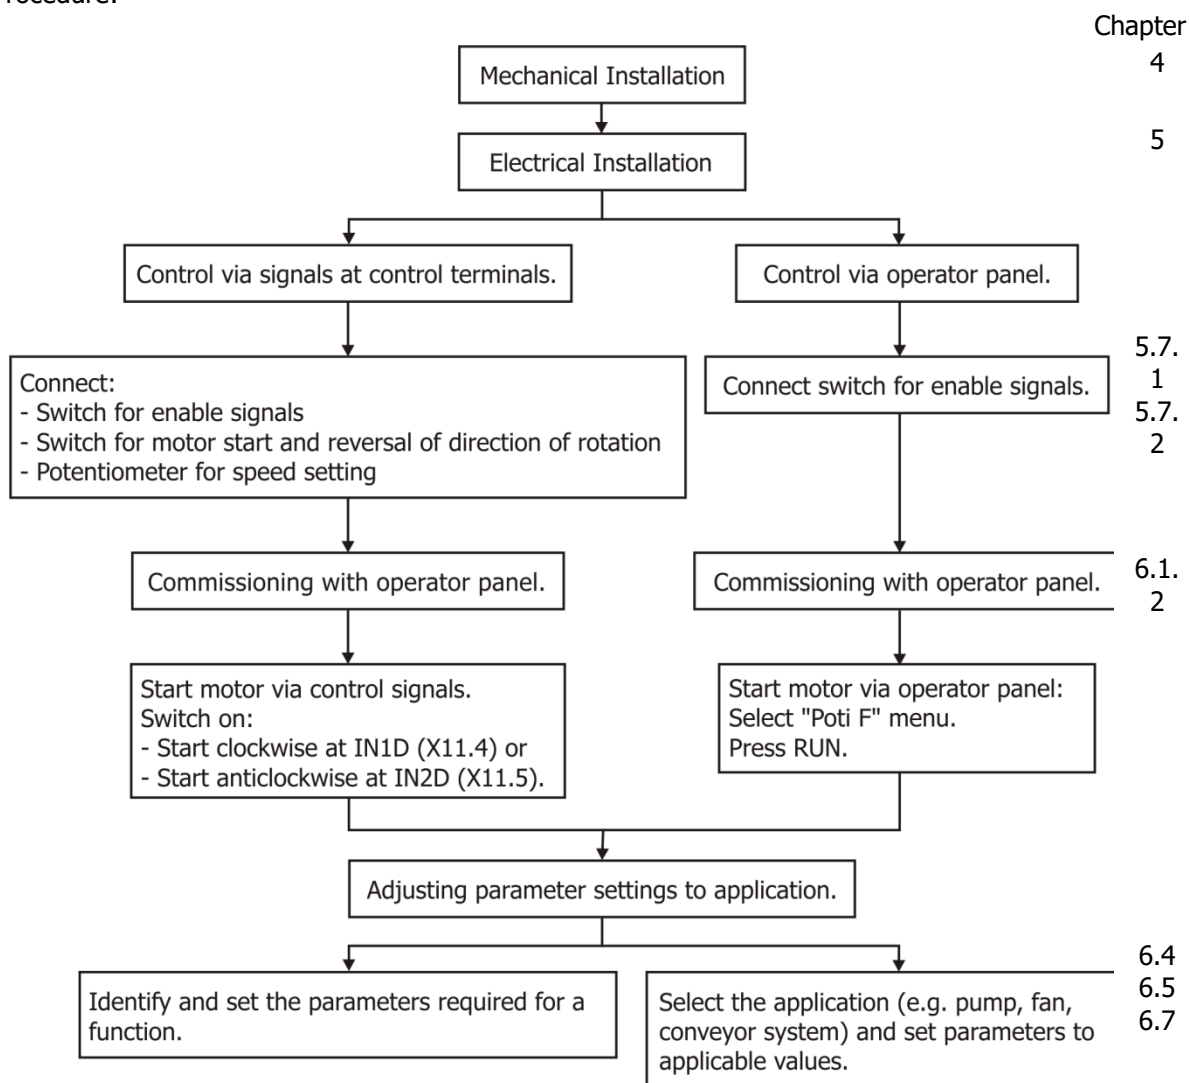 Chapter
Mechanical Installation
4
Electrical Installation
5
Control via signals at control terminals.
Control via operator panel.
Connect:
- Switch for enable signals
- Switch for motor start and reversal of direction of rotation
- Potentiometer for speed setting
Connect switch for enable signals.
5.7.
1
5.7.
2
Commissioning with operator panel.
Commissioning with operator panel.
6.1.
2
Start motor via control signals.
Switch on:
- Start clockwise at IN1D (X11.4) or
- Start anticlockwise at IN2D (X11.5).
Start motor via operator panel:
Select "Poti F" menu.
Press RUN.
Adjusting parameter settings to application.
Identify and set the parameters required for a
function.
Select the application (e.g. pump, fan,
conveyor system) and set parameters to
applicable values.
6.4
6.5
6.7